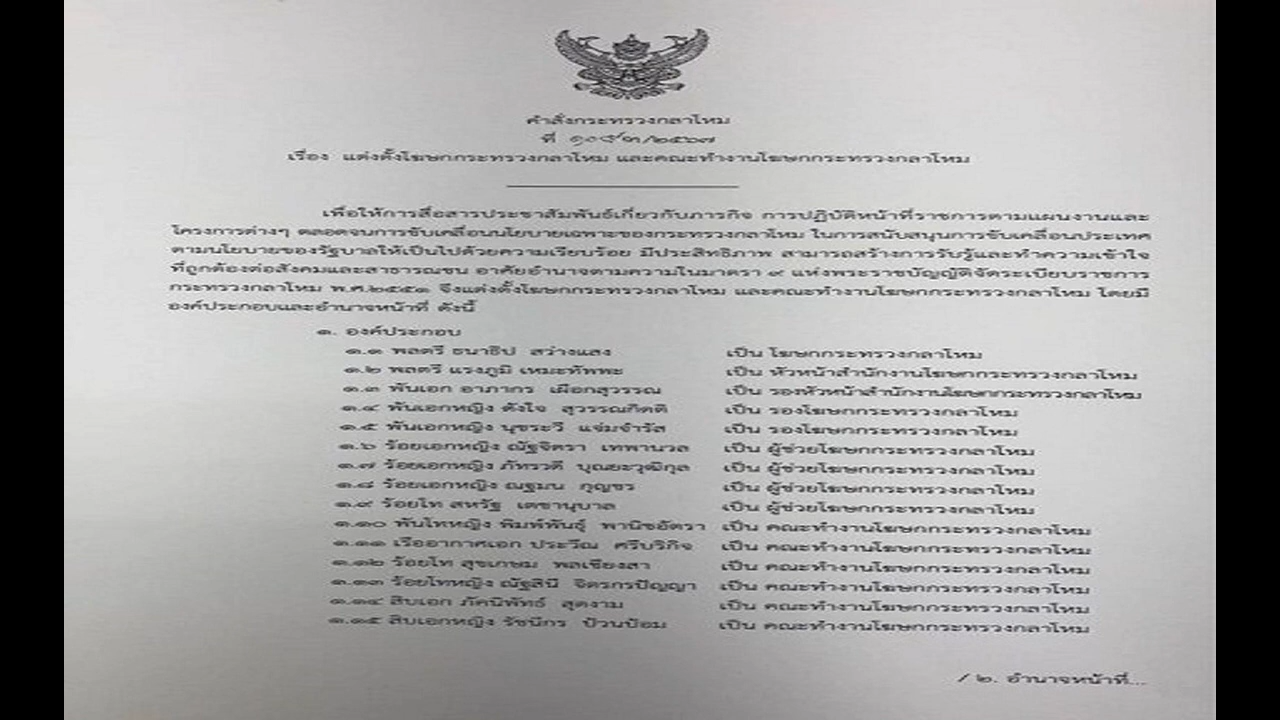 คำสั่งกระทรวงกลาโหม
ที่ ๑๐๙๓/๒๕๖๗
เรื่อง แต่งตั้งโฆษกกระทรวงกลาโหม และคณะทำงานโฆษกกระทรวงกลาโหม
เพื่อให้การสื่อสารประชาสัมพันธ์เกี่ยวกับภารกิจ การปฏิบัติหน้าที่ราชการตามแผนงานและ
โครงการต่างๆ ตลอดจนการขับเคลื่อนนโยบายเฉพาะของกระทรวงกลาโหม ในการสนับสนุนการขับเคลื่อนประเทศ
ตามนโยบายของรัฐบาลให้เป็นไปด้วยความเรียบร้อย มีประสิทธิภาพ สามารถสร้างการรับรู้และทำความเข้าใจ
ที่ถูกต้องต่อสังคมและสาธารณชน อาศัยอำนาจตามความในมาตรา ๙ แห่งพระราชบัญญัติจัดระเบียบราชการ
กระทรวงกลาโหม พ.ศ.๒๕๕๑ จึงแต่งตั้งโฆษกกระทรวงกลาโหม และคณะทำงานโฆษกกระทรวงกลาโหม โดยมี
องค์ประกอบและอำนาจหน้าที่ ดังนี้
๑. องค์ประกอบ
๑.๑ พลตรี ธนาธิป สว่างแสง เป็น โฆษกกระทรวงกลาโหม
๑.๒ พลตรี แรงภูมิ เหมะทัพพะ เป็น หัวหน้าสำนักงานโฆษกกระทรวงกลาโหม
๑.๓ พันเอก อาภากร เผือกสุวรรณ เป็น รองหัวหน้าสำนักงานโฆษกกระทรวงกลาโหม
๑.๔ พันเอกหญิง ตั้งใจ สุวรรณกิตติ เป็น รองโฆษกกระทรวงกลาโหม
๑.๕ พันเอกหญิง นุชระวี แจ่มจำรัส เป็น รองโฆษกกระทรวงกลาโหม
๑.๖ ร้อยเอกหญิง ณัฐจิตรา เทพานวล เป็น ผู้ช่วยโฆษกกระทรวงกลาโหม
๑.๗ ร้อยเอกหญิง ภัทรวดี บุณยะวุฒิกุล เป็น ผู้ช่วยโฆษกกระทรวงกลาโหม
๑.๘ ร้อยเอกหญิง ณฐมน กุญชร เป็น ผู้ช่วยโฆษกกระทรวงกลาโหม
๑.๙ ร้อยโท สหรัฐ เดชานุบาล เป็น ผู้ช่วยโฆษกกระทรวงกลาโหม
๑.๑๐ พันโทหญิง พิมพ์พันธุ์ พานิชอัตรา เป็น คณะทำงานโฆษกกระทรวงกลาโหม
๑.๑๑ เรืออากาศเอก ประวีณ ศรีบริกิจ เป็น คณะทำงานโฆษกกระทรวงกลาโหม
๑.๑๒ ร้อยโท สุขเกษม พลเชียงสา เป็น คณะทำงานโฆษกกระทรวงกลาโหม
๑.๑๓ ร้อยโทหญิง ณัฐสินี จิตรกรปัญญา เป็น คณะทำงานโฆษกกระทรวงกลาโหม
๑.๑๔ สิบเอก ภัคนิพัทธ์ สุดงาม เป็น คณะทำงานโฆษกกระทรวงกลาโหม
๑.๑๕ สิบเอกหญิง รัชนีกร ป้วนป้อม เป็น คณะทำงานโฆษกกระทรวงกลาโหม
/ ๒. อำนาจหน้าที่...